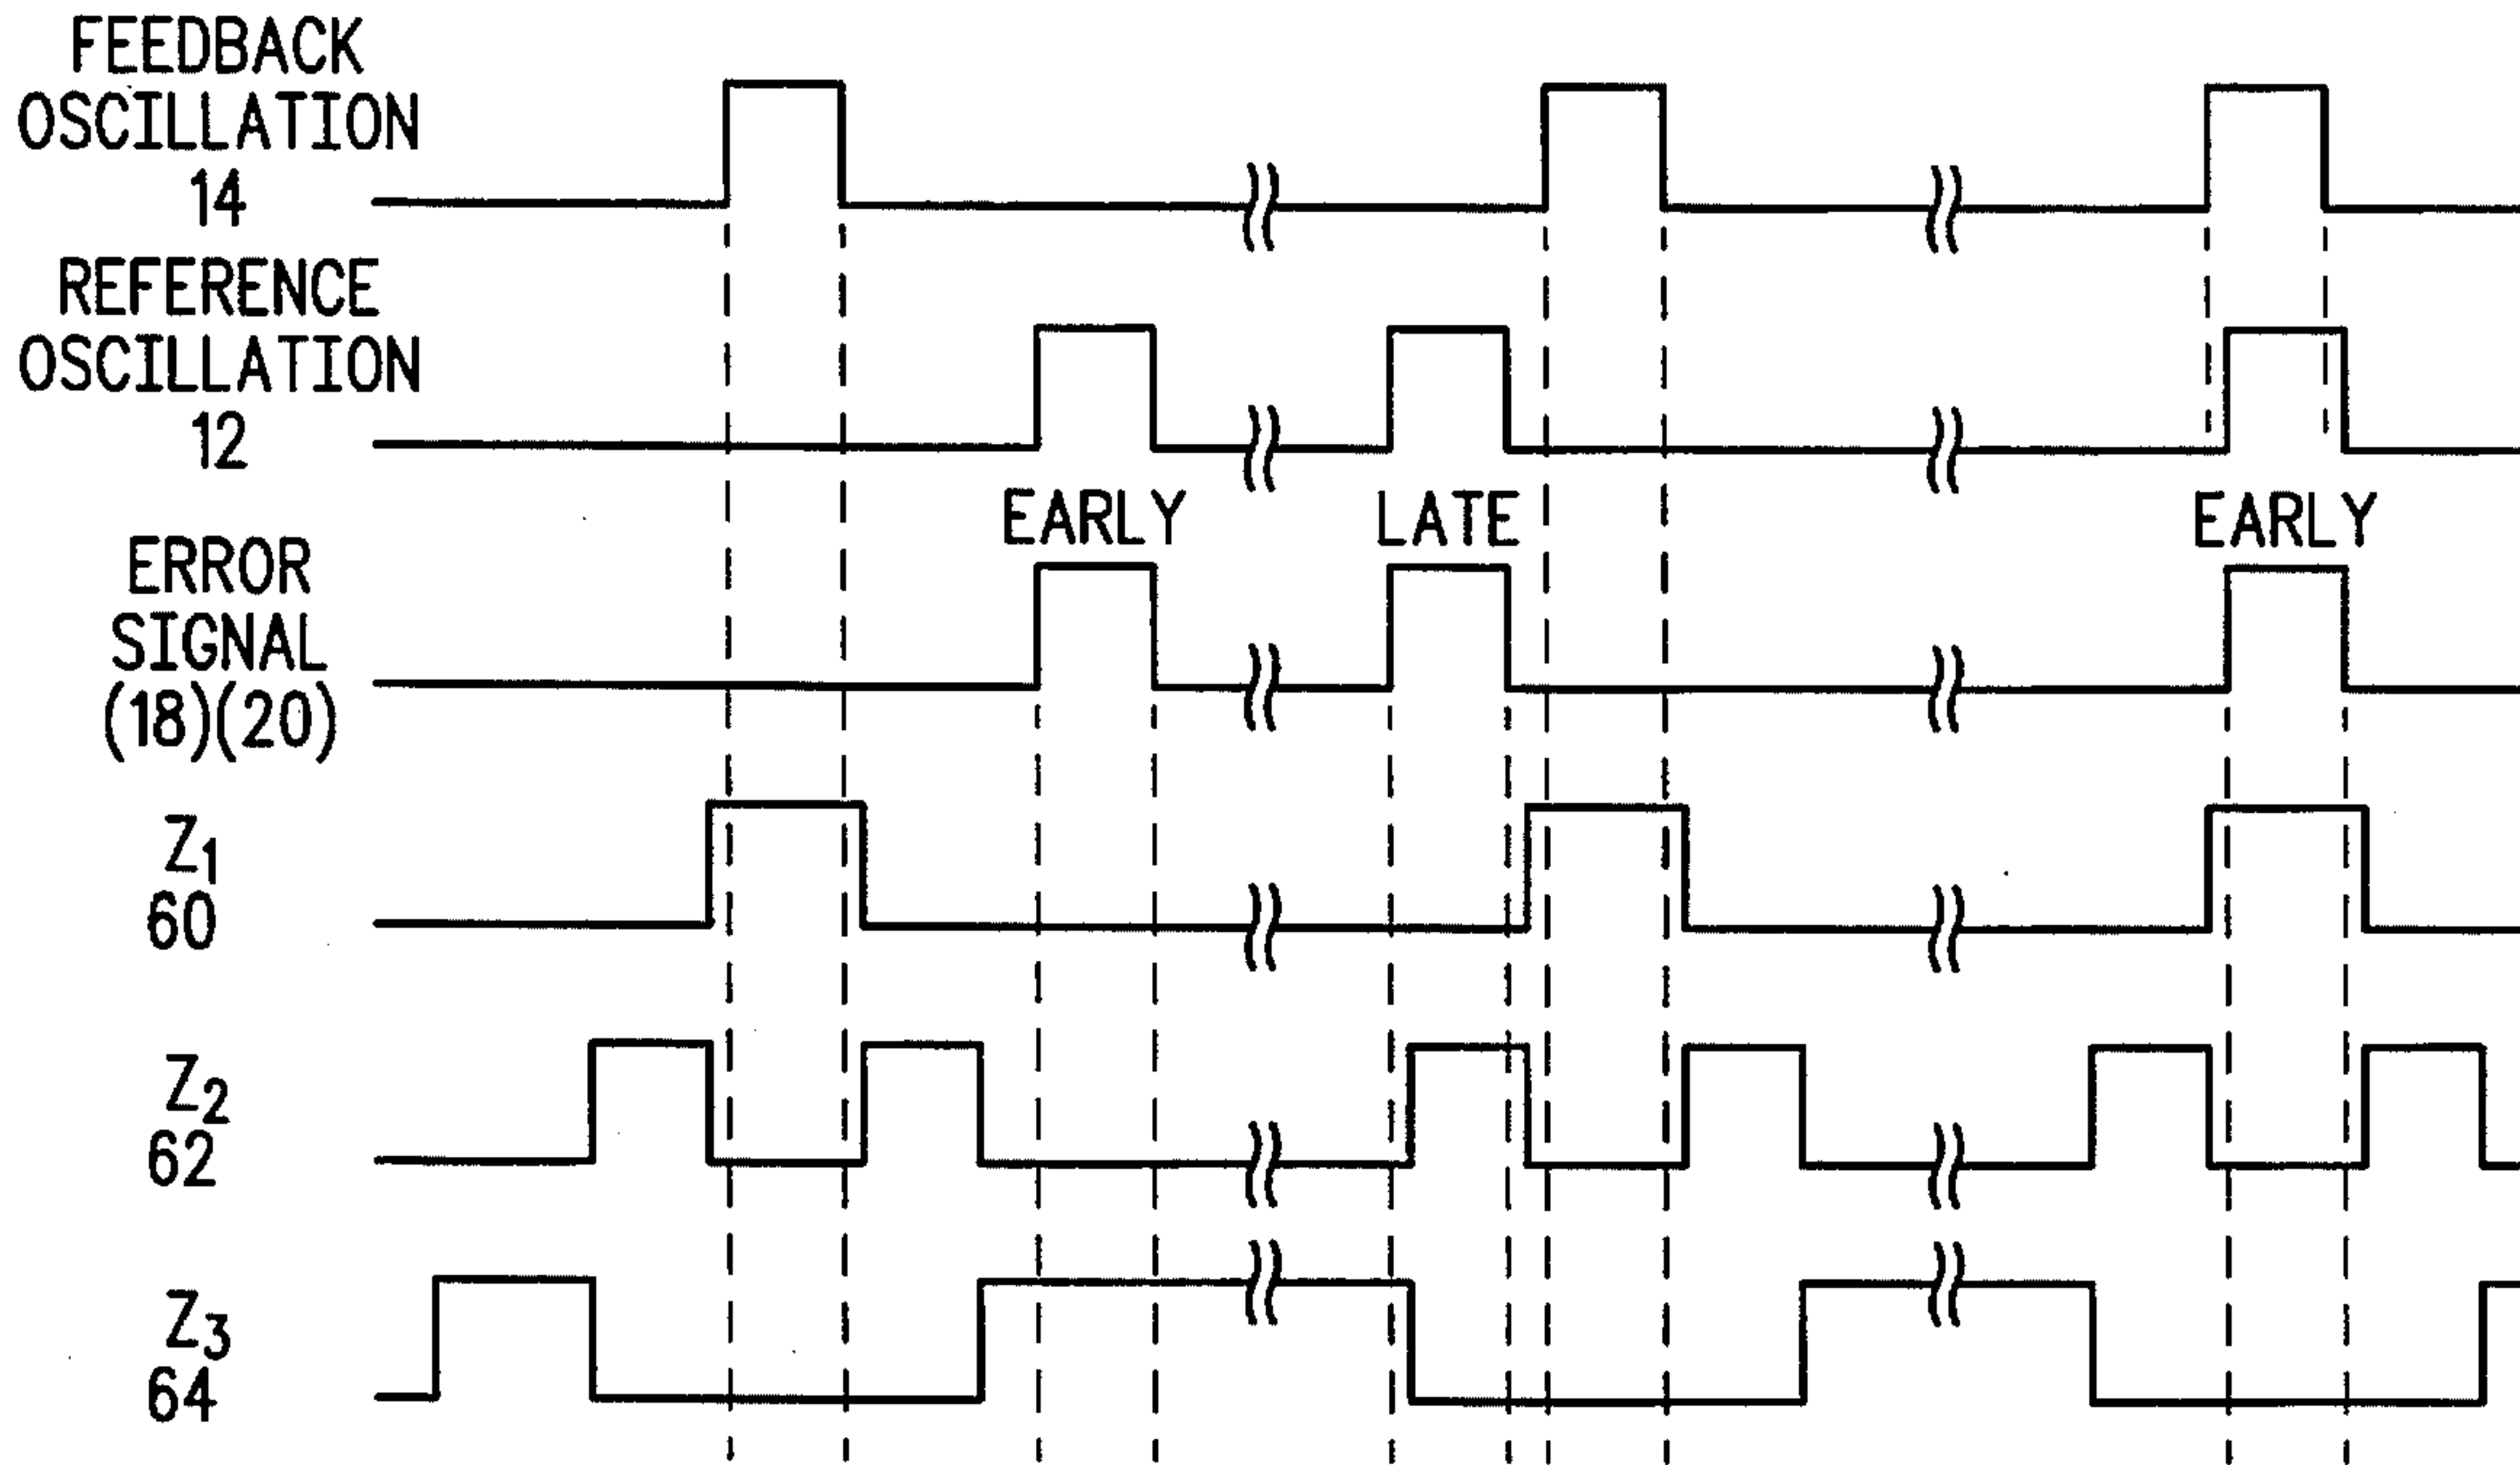 FEEDBACK
OSCILLATION
14
REFERENCE
OSCILLATION
12
EARLY LATE EARLY
ERROR
SIGNAL
(18)(20)
Z1
60
Z2
62
Z3
64